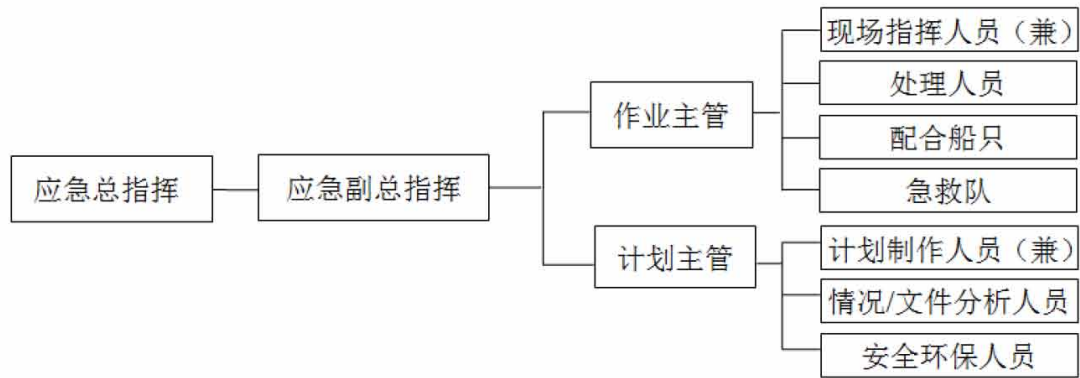 应急总指挥
应急副总指挥
作业主管
现场指挥人员（兼）
处理人员
配合船只
急救队
计划主管
计划制作人员（兼）
情况/文件分析人员
安全环保人员